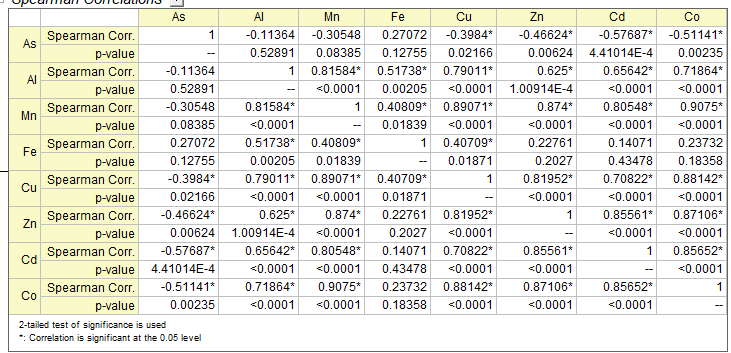 Spearman Correlations
As Al Mn Fe Cu Zn Cd Co
As Spearman Corr. 1 -0.11364 -0.30548 0.27072 -0.3984* -0.46624* -0.57687* -0.51141*
p-value -- 0.52891 0.08385 0.12755 0.02166 0.00624 4.41014E-4 0.00235
Al Spearman Corr. -0.11364 1 0.81584* 0.51738* 0.79011* 0.625* 0.65642* 0.71864*
p-value 0.52891 -- <0.0001 0.00205 <0.0001 1.00914E-4 <0.0001 <0.0001
Mn Spearman Corr. -0.30548 0.81584* 1 0.40809* 0.89071* 0.874* 0.80548* 0.9075*
p-value 0.08385 <0.0001 -- 0.01839 <0.0001 <0.0001 <0.0001 <0.0001
Fe Spearman Corr. 0.27072 0.51738* 0.40809* 1 0.40709* 0.22761 0.14071 0.23732
p-value 0.12755 0.00205 0.01839 -- 0.01871 0.2027 0.43478 0.18358
Cu Spearman Corr. -0.3984* 0.79011* 0.89071* 0.40709* 1 0.81952* 0.70822* 0.88142*
p-value 0.02166 <0.0001 <0.0001 0.01871 -- <0.0001 <0.0001 <0.0001
Zn Spearman Corr. -0.46624* 0.625* 0.874* 0.22761 0.81952* 1 0.85561* 0.87106*
p-value 0.00624 1.00914E-4 <0.0001 0.2027 <0.0001 -- <0.0001 <0.0001
Cd Spearman Corr. -0.57687* 0.65642* 0.80548* 0.14071 0.70822* 0.85561* 1 0.85652*
p-value 4.41014E-4 <0.0001 <0.0001 0.43478 <0.0001 <0.0001 -- <0.0001
Co Spearman Corr. -0.51141* 0.71864* 0.9075* 0.23732 0.88142* 0.87106* 0.85652* 1
p-value 0.00235 <0.0001 <0.0001 0.18358 <0.0001 <0.0001 <0.0001 --
2-tailed test of significance is used
*: Correlation is significant at the 0.05 level